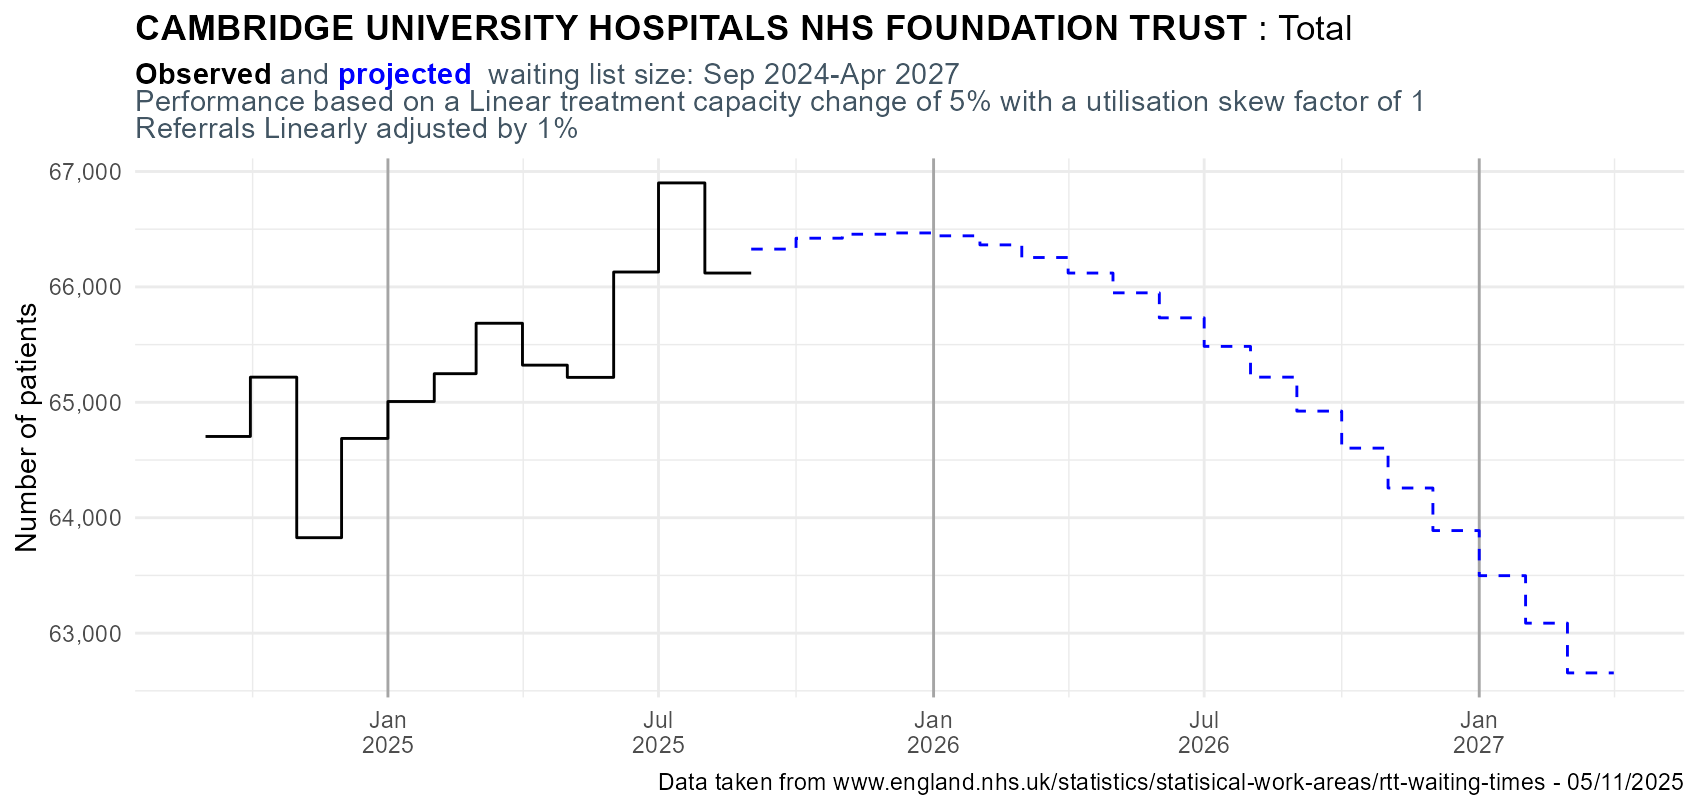 CAMBRIDGE UNIVERSITY HOSPITALS NHS FOUNDATION TRUST : Total
Observed and projected waiting list size: Sep 2024-Apr 2027
Performance based on a Linear treatment capacity change of 5% with a utilisation skew factor of 1
Referrals Linearly adjusted by 1%
Number of patients
67,000
66,000
65,000
64,000
63,000
Jan
2025
Jul
2025
Jan
2026
Jul
2026
Jan
2027
Data taken from www.england.nhs.uk/statistics/statisical-work-areas/rtt-waiting-times - 05/11/2025